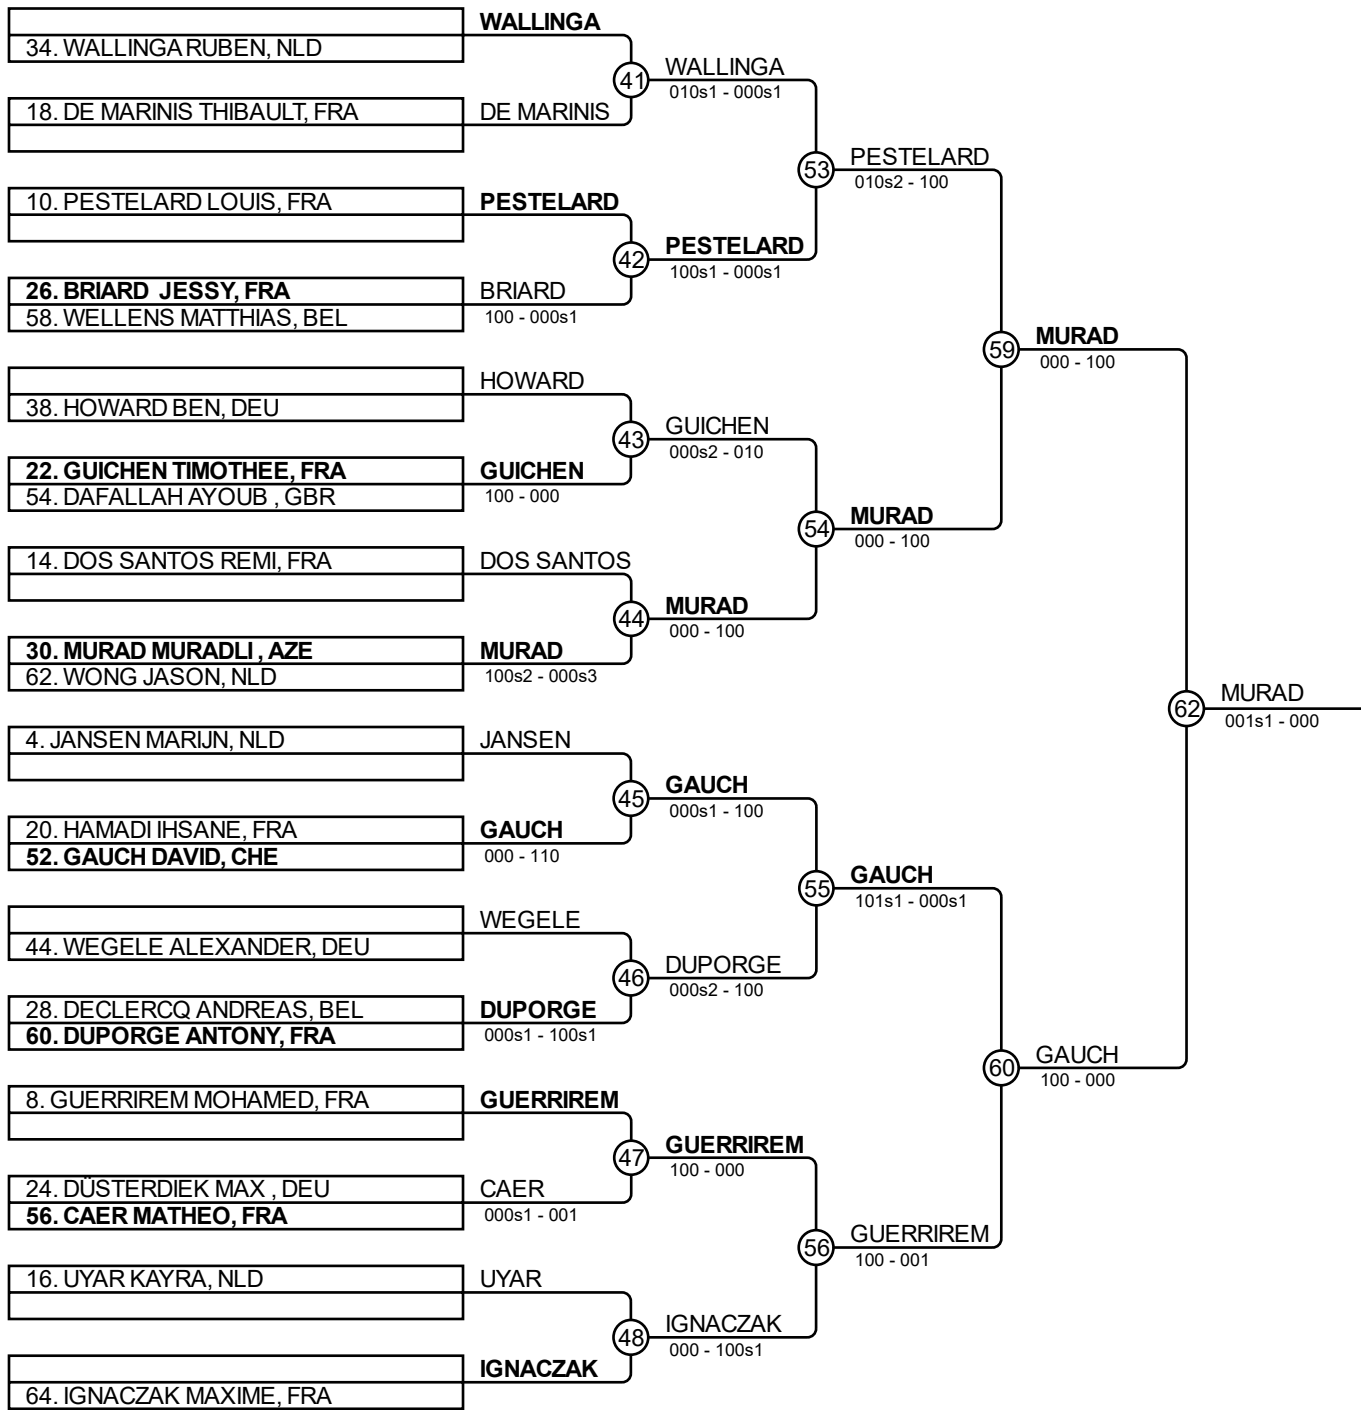 WALLINGA
34. WALLINGA RUBEN, NLD
41
WALLINGA
010s1 - 000s1
18. DE MARINIS THIBAULT, FRA
DE MARINIS
53
PESTELARD
010s2 - 100
10. PESTELARD LOUIS, FRA
PESTELARD
42
PESTELARD
100s1 - 000s1
26. BRIARD  JESSY, FRA
BRIARD
58. WELLENS MATTHIAS, BEL
100 - 000s1
59
MURAD
000 - 100
HOWARD
38. HOWARD BEN, DEU
43
GUICHEN
000s2 - 010
22. GUICHEN TIMOTHEE, FRA
GUICHEN
54. DAFALLAH AYOUB , GBR
100 - 000
54
MURAD
000 - 100
14. DOS SANTOS REMI, FRA
DOS SANTOS
44
MURAD
000 - 100
30. MURAD MURADLI , AZE
MURAD
62. WONG JASON, NLD
100s2 - 000s3
62
MURAD
001s1 - 000
4. JANSEN MARIJN, NLD
JANSEN
45
GAUCH
000s1 - 100
20. HAMADI IHSANE, FRA
GAUCH
52. GAUCH DAVID, CHE
000 - 110
55
GAUCH
101s1 - 000s1
WEGELE
44. WEGELE ALEXANDER, DEU
46
DUPORGE
000s2 - 100
28. DECLERCQ ANDREAS, BEL
DUPORGE
60. DUPORGE ANTONY, FRA
000s1 - 100s1
60
GAUCH
100 - 000
8. GUERRIREM MOHAMED, FRA
GUERRIREM
47
GUERRIREM
100 - 000
24. DÜSTERDIEK MAX , DEU
CAER
56. CAER MATHEO, FRA
000s1 - 001
56
GUERRIREM
100 - 001
16. UYAR KAYRA, NLD
UYAR
48
IGNACZAK
000 - 100s1
IGNACZAK
64. IGNACZAK MAXIME, FRA